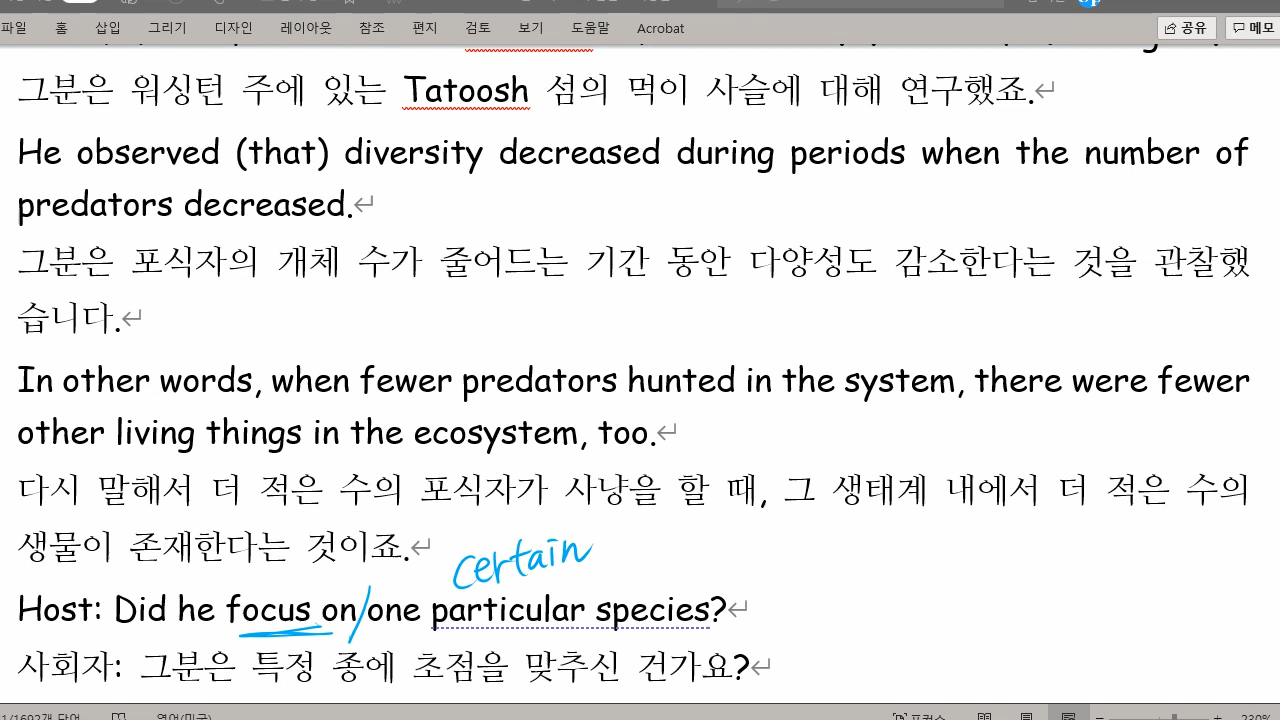 파일 홈 삽입 그리기 디자인 레이아웃 참조 편지 검토 보기 도움말 Acrobat 공유 메모
그분은 워싱턴 주에 있는 Tatoosh 섬의 먹이 사슬에 대해 연구했죠.↵
He observed (that) diversity decreased during periods when the number of
predators decreased.↵
그분은 포식자의 개체 수가 줄어드는 기간 동안 다양성도 감소한다는 것을 관찰했
습니다.↵
In other words, when fewer predators hunted in the system, there were fewer
other living things in the ecosystem, too.↵
다시 말해서 더 적은 수의 포식자가 사냥을 할 때, 그 생태계 내에서 더 적은 수의
생물이 존재한다는 것이죠.↵
certain
Host: Did he focus on/one particular species?↵
사회자: 그분은 특정 종에 초점을 맞추신 건가요?↵